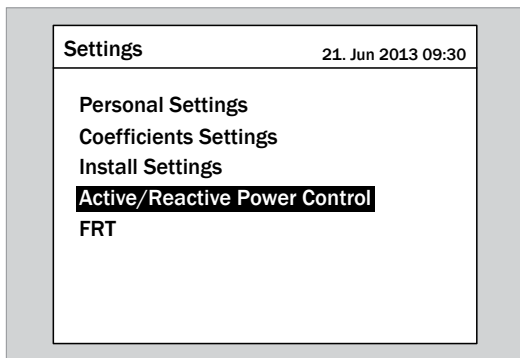 Settings
21. Jun 2013 09:30
Personal Settings
Coefficients Settings
Install Settings
Active/Reactive Power Control
FRT